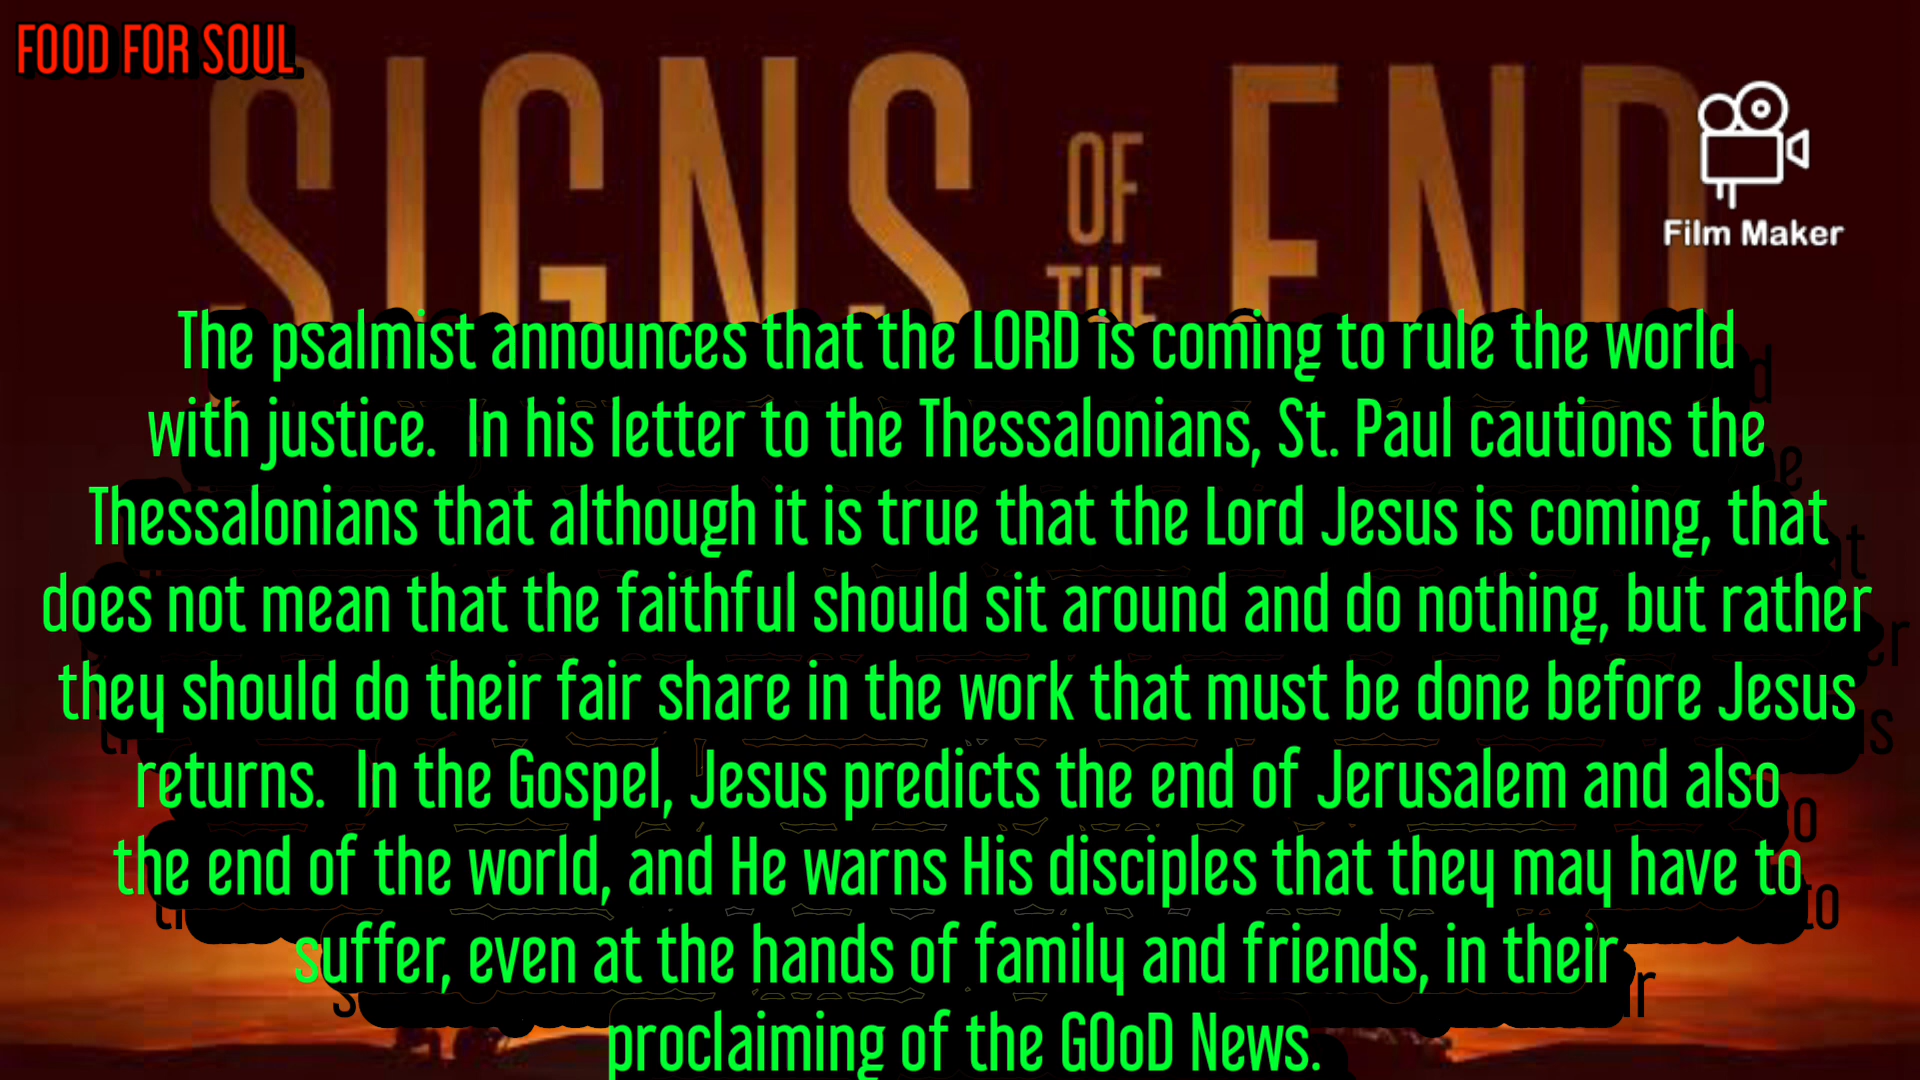 FOOD FOR SOUL
SIGNS OF THE END
Film Maker
The psalmist announces that the LORD is coming to rule the world
with justice.  In his letter to the Thessalonians, St. Paul cautions the
Thessalonians that although it is true that the Lord Jesus is coming, that
does not mean that the faithful should sit around and do nothing, but rather
they should do their fair share in the work that must be done before Jesus
returns.  In the Gospel, Jesus predicts the end of Jerusalem and also
the end of the world, and He warns His disciples that they may have to
suffer, even at the hands of family and friends, in their
proclaiming of the GOoD News.